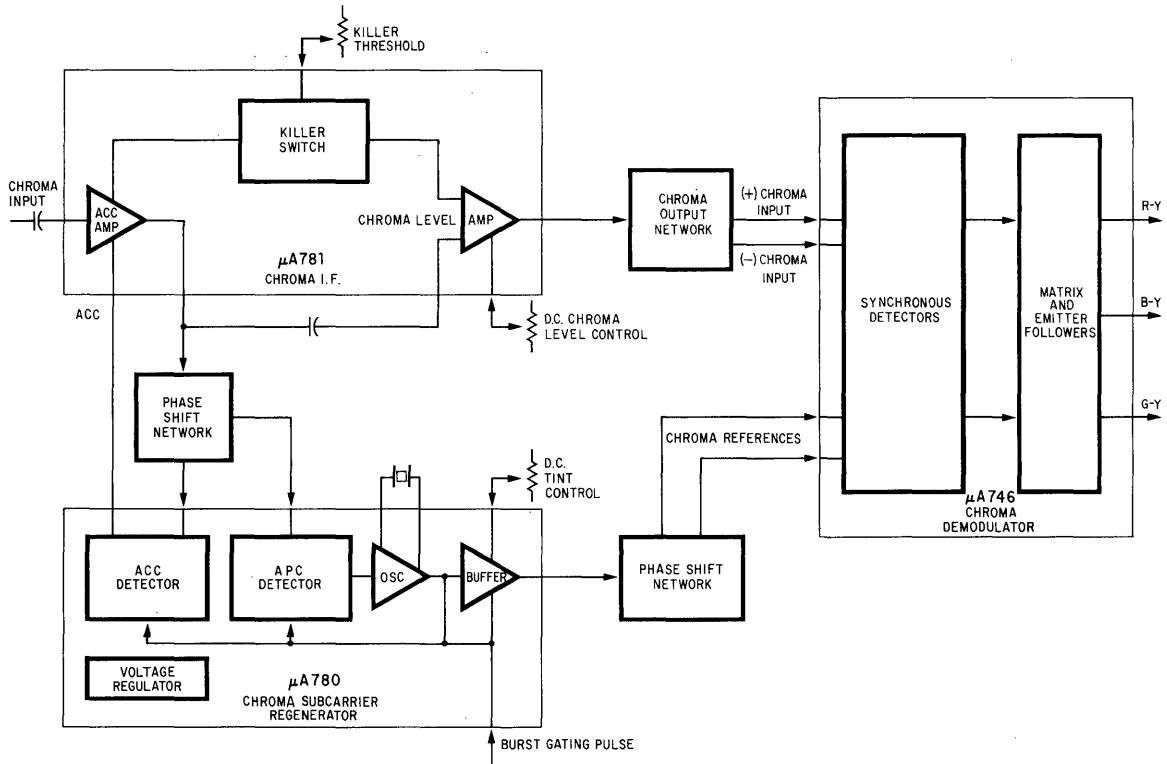 KILLER
THRESHOLD
KILLER
SWITCH
CHROMA
INPUT
ACC
AMP
CHROMA LEVEL
AMP
μA781
CHROMA I.F.
ACC
D.C. CHROMA
LEVEL CONTROL
CHROMA
OUTPUT
NETWORK
(+) CHROMA
INPUT
(−) CHROMA
INPUT
SYNCHRONOUS
DETECTORS
MATRIX
AND
EMITTER
FOLLOWERS
R-Y
B-Y
G-Y
μA746
CHROMA
DEMODULATOR
PHASE
SHIFT
NETWORK
CHROMA REFERENCES
D.C.
TINT
CONTROL
ACC
DETECTOR
APC
DETECTOR
OSC
BUFFER
PHASE SHIFT
NETWORK
VOLTAGE
REGULATOR
μA780
CHROMA SUBCARRIER
REGENERATOR
BURST GATING PULSE